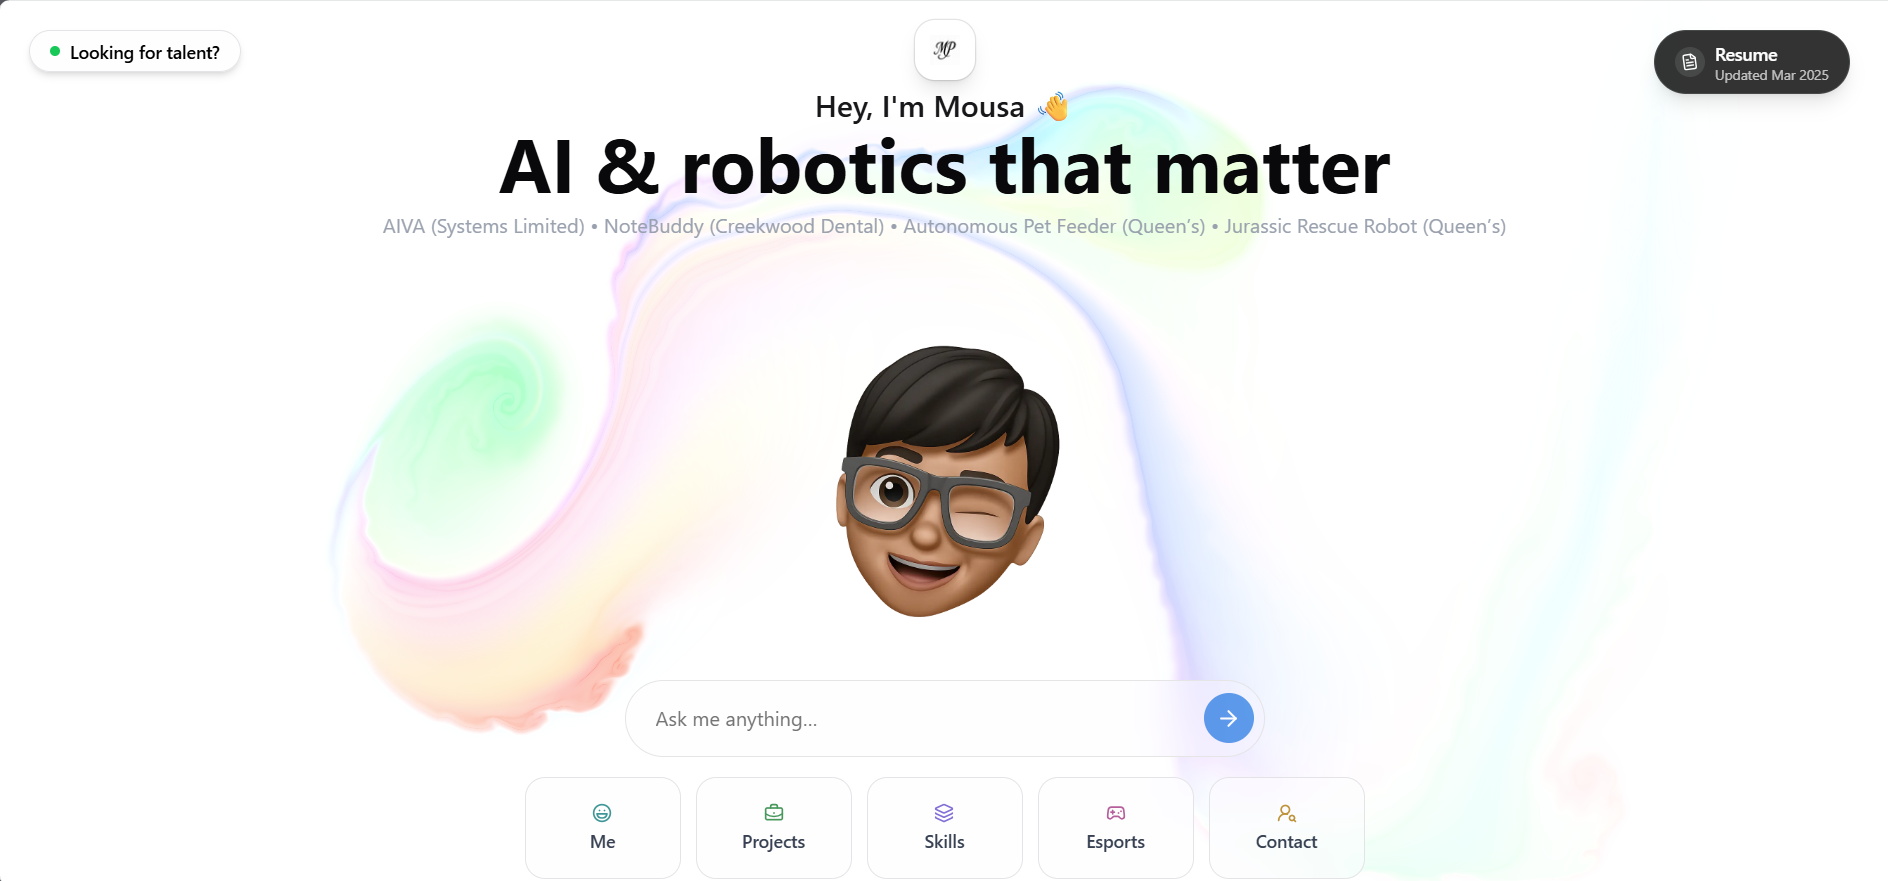 Looking for talent?
MP
Resume
Updated Mar 2025
Hey, I'm Mousa 👋
AI & robotics that matter
AIVA (Systems Limited) • NoteBuddy (Creekwood Dental) • Autonomous Pet Feeder (Queen’s) • Jurassic Rescue Robot (Queen’s)
Ask me anything...
Me
Projects
Skills
Esports
Contact